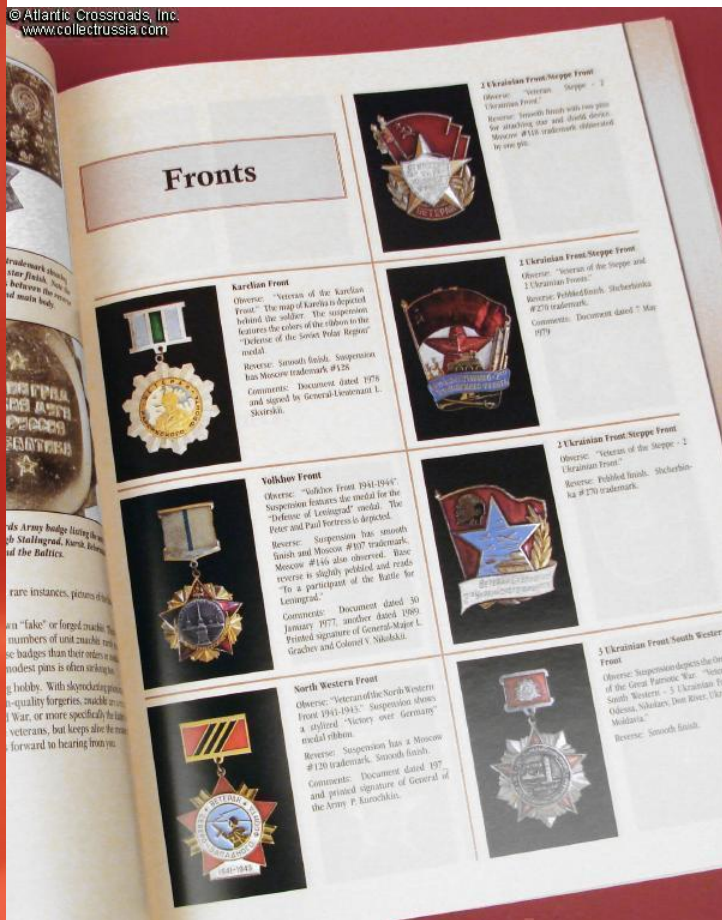 © Atlantic Crossroads, Inc.
www.collectrussia.com
trademark
star finish.
between the reverse
nd main body.
rds Army badge listing the
gh Stalingrad, Kursk,
nd the Baltics.
rare instances, pictures of
wn "fake" or forged znachki.
numbers of unit znachki
se badges than their orders or
modest pins is often
g hobby. With skyrocketing
n-quality forgeries, znachki
d War, or more specifically the
veterans, but keeps alive the
forward to hearing from you.
Fronts
Karelian Front
Obverse: "Veteran of the Karelian
Front." The map of Karelia is depicted
behind the soldier. The suspension
features the colors of the ribbon to the
"Defense of the Soviet Polar Region"
medal.
Reverse: Smooth finish. Suspension
has Moscow trademark #128
Comments: Document dated 1978
and signed by General-Lieutenant L.
Skvirskii.
Volkhov Front
Obverse: "Volkhov Front 1941-1944"
Suspension features the medal for the
"Defense of Leningrad" medal. The
Peter and Paul Fortress is depicted.
Reverse: Suspension has smooth
finish and Moscow #107 trademark,
Moscow #146 also observed. Base
reverse is slightly pebbled and reads
"To a participant of the Battle for
Leningrad."
Comments: Document dated 30
January 1977, another dated 1989.
Printed signature of General-Major L.
Grachev and Colonel V. Nikolskii.
North Western Front
Obverse: "Veteran of the North Western
Front 1941-1943." Suspension shows
a stylized "Victory over Germany"
medal ribbon.
Reverse: Suspension has a Moscow
#120 trademark. Smooth finish.
Comments: Document dated 197
and printed signature of General of
the Army P. Kurochkin.
ВЕТЕРАН
1941-1943
2 Ukrainian Front/Steppe Front
Obverse: "Veteran Steppe - 2
Ukrainian Front."
Reverse: Smooth finish with two pins
for attaching star and shield device.
Moscow #118 trademark obliterated
by one pin.
ВЕТЕРАН
2 Ukrainian Front/Steppe Front
Obverse: "Veteran of the Steppe and
2 Ukrainian Fronts."
Reverse: Pebbled finish. Shcherbinka
#270 trademark.
Comments: Document dated 7 May
1979
2 Ukrainian Front/Steppe Front
Obverse: "Veteran of the Steppe - 2
Ukrainian Front."
Reverse: Pebbled finish. Shcherbin-
ka #270 trademark.
3 Ukrainian Front/South Western
Front
Obverse: Suspension depicts the
of the Great Patriotic War.
South Western - 3 Ukrainian
Odessa, Nikolaev, Don River,
Moldavia."
Reverse: Smooth finish.